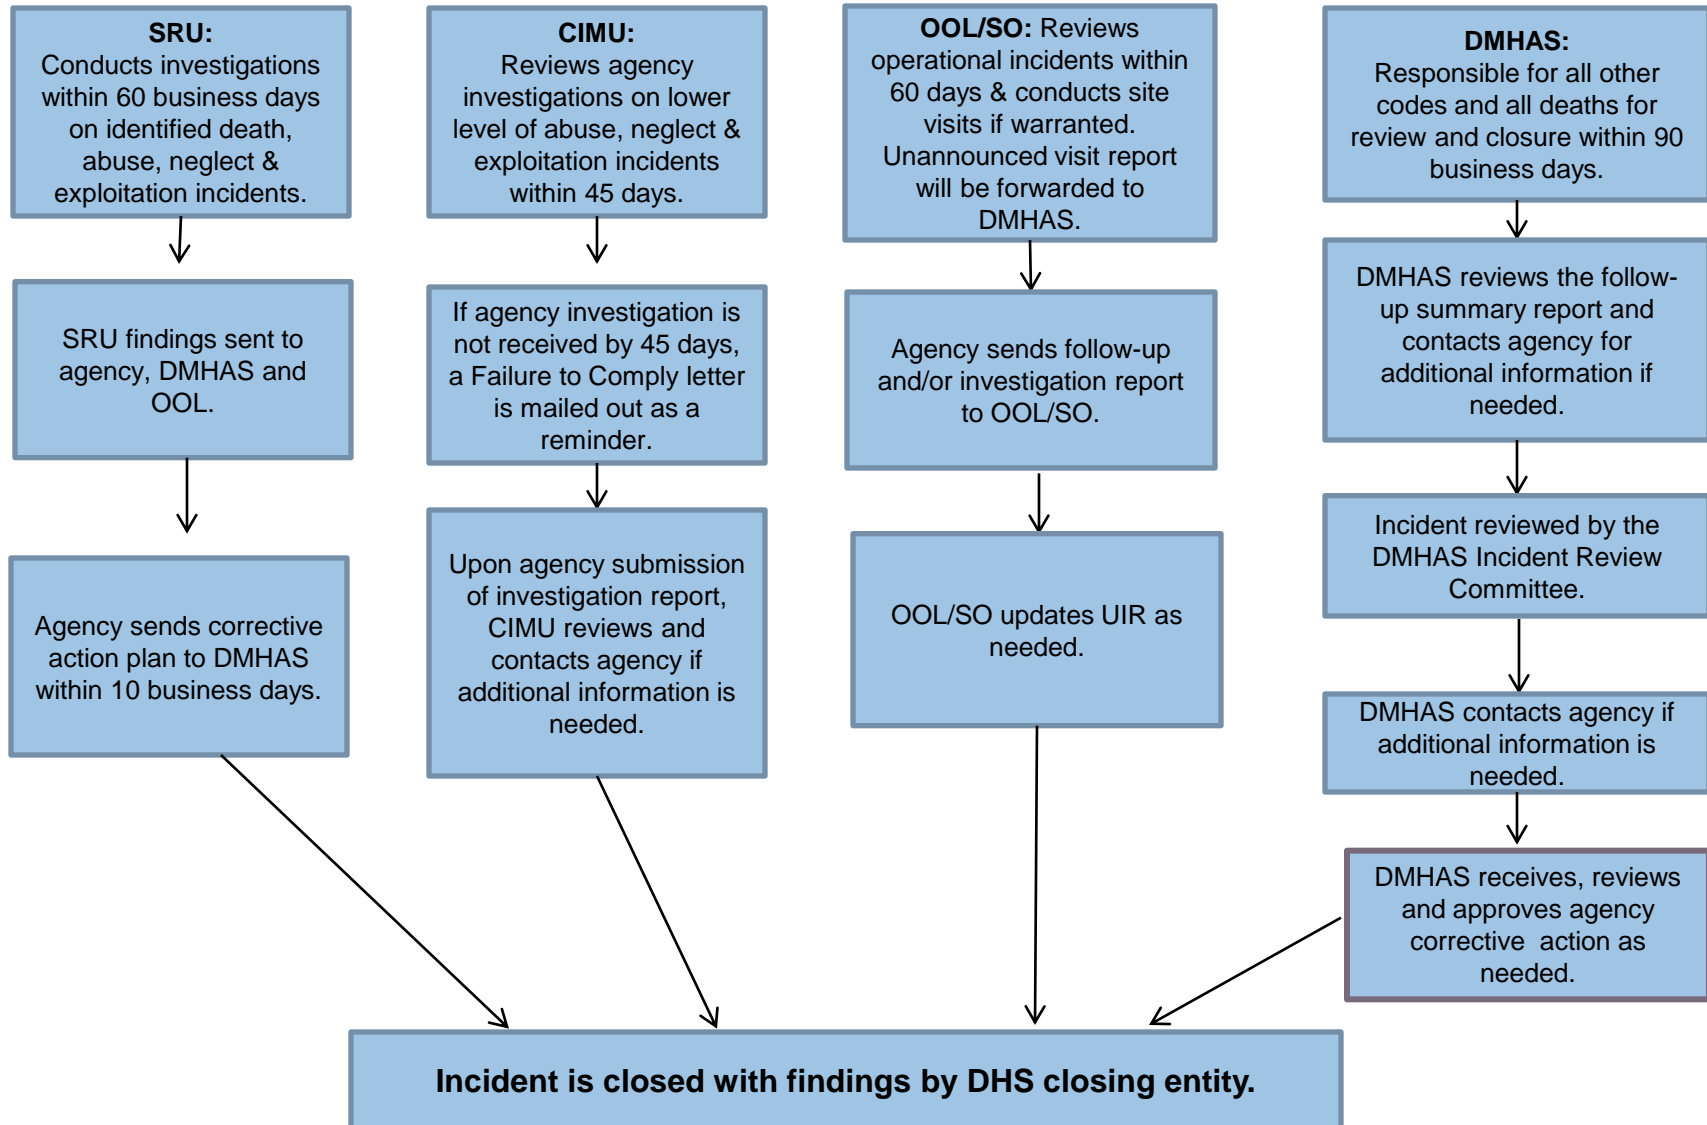 SRU:
Conducts investigations
within 60 business days
on identified death,
abuse, neglect &
exploitation incidents.
SRU findings sent to
agency, DMHAS and
OOL.
Agency sends corrective
action plan to DMHAS
within 10 business days.
CIMU:
Reviews agency
investigations on lower
level of abuse, neglect &
exploitation incidents
within 45 days.
If agency investigation is
not received by 45 days,
a Failure to Comply letter
is mailed out as a
reminder.
Upon agency submission
of investigation report,
CIMU reviews and
contacts agency if
additional information is
needed.
OOL/SO: Reviews
operational incidents within
60 days & conducts site
visits if warranted.
Unannounced visit report
will be forwarded to
DMHAS.
Agency sends follow-up
and/or investigation report
to OOL/SO.
OOL/SO updates UIR as
needed.
DMHAS:
Responsible for all other
codes and all deaths for
review and closure within 90
business days.
DMHAS reviews the follow-
up summary report and
contacts agency for
additional information if
needed.
Incident reviewed by the
DMHAS Incident Review
Committee.
DMHAS contacts agency if
additional information is
needed.
DMHAS receives, reviews
and approves agency
corrective action as
needed.
Incident is closed with findings by DHS closing entity.